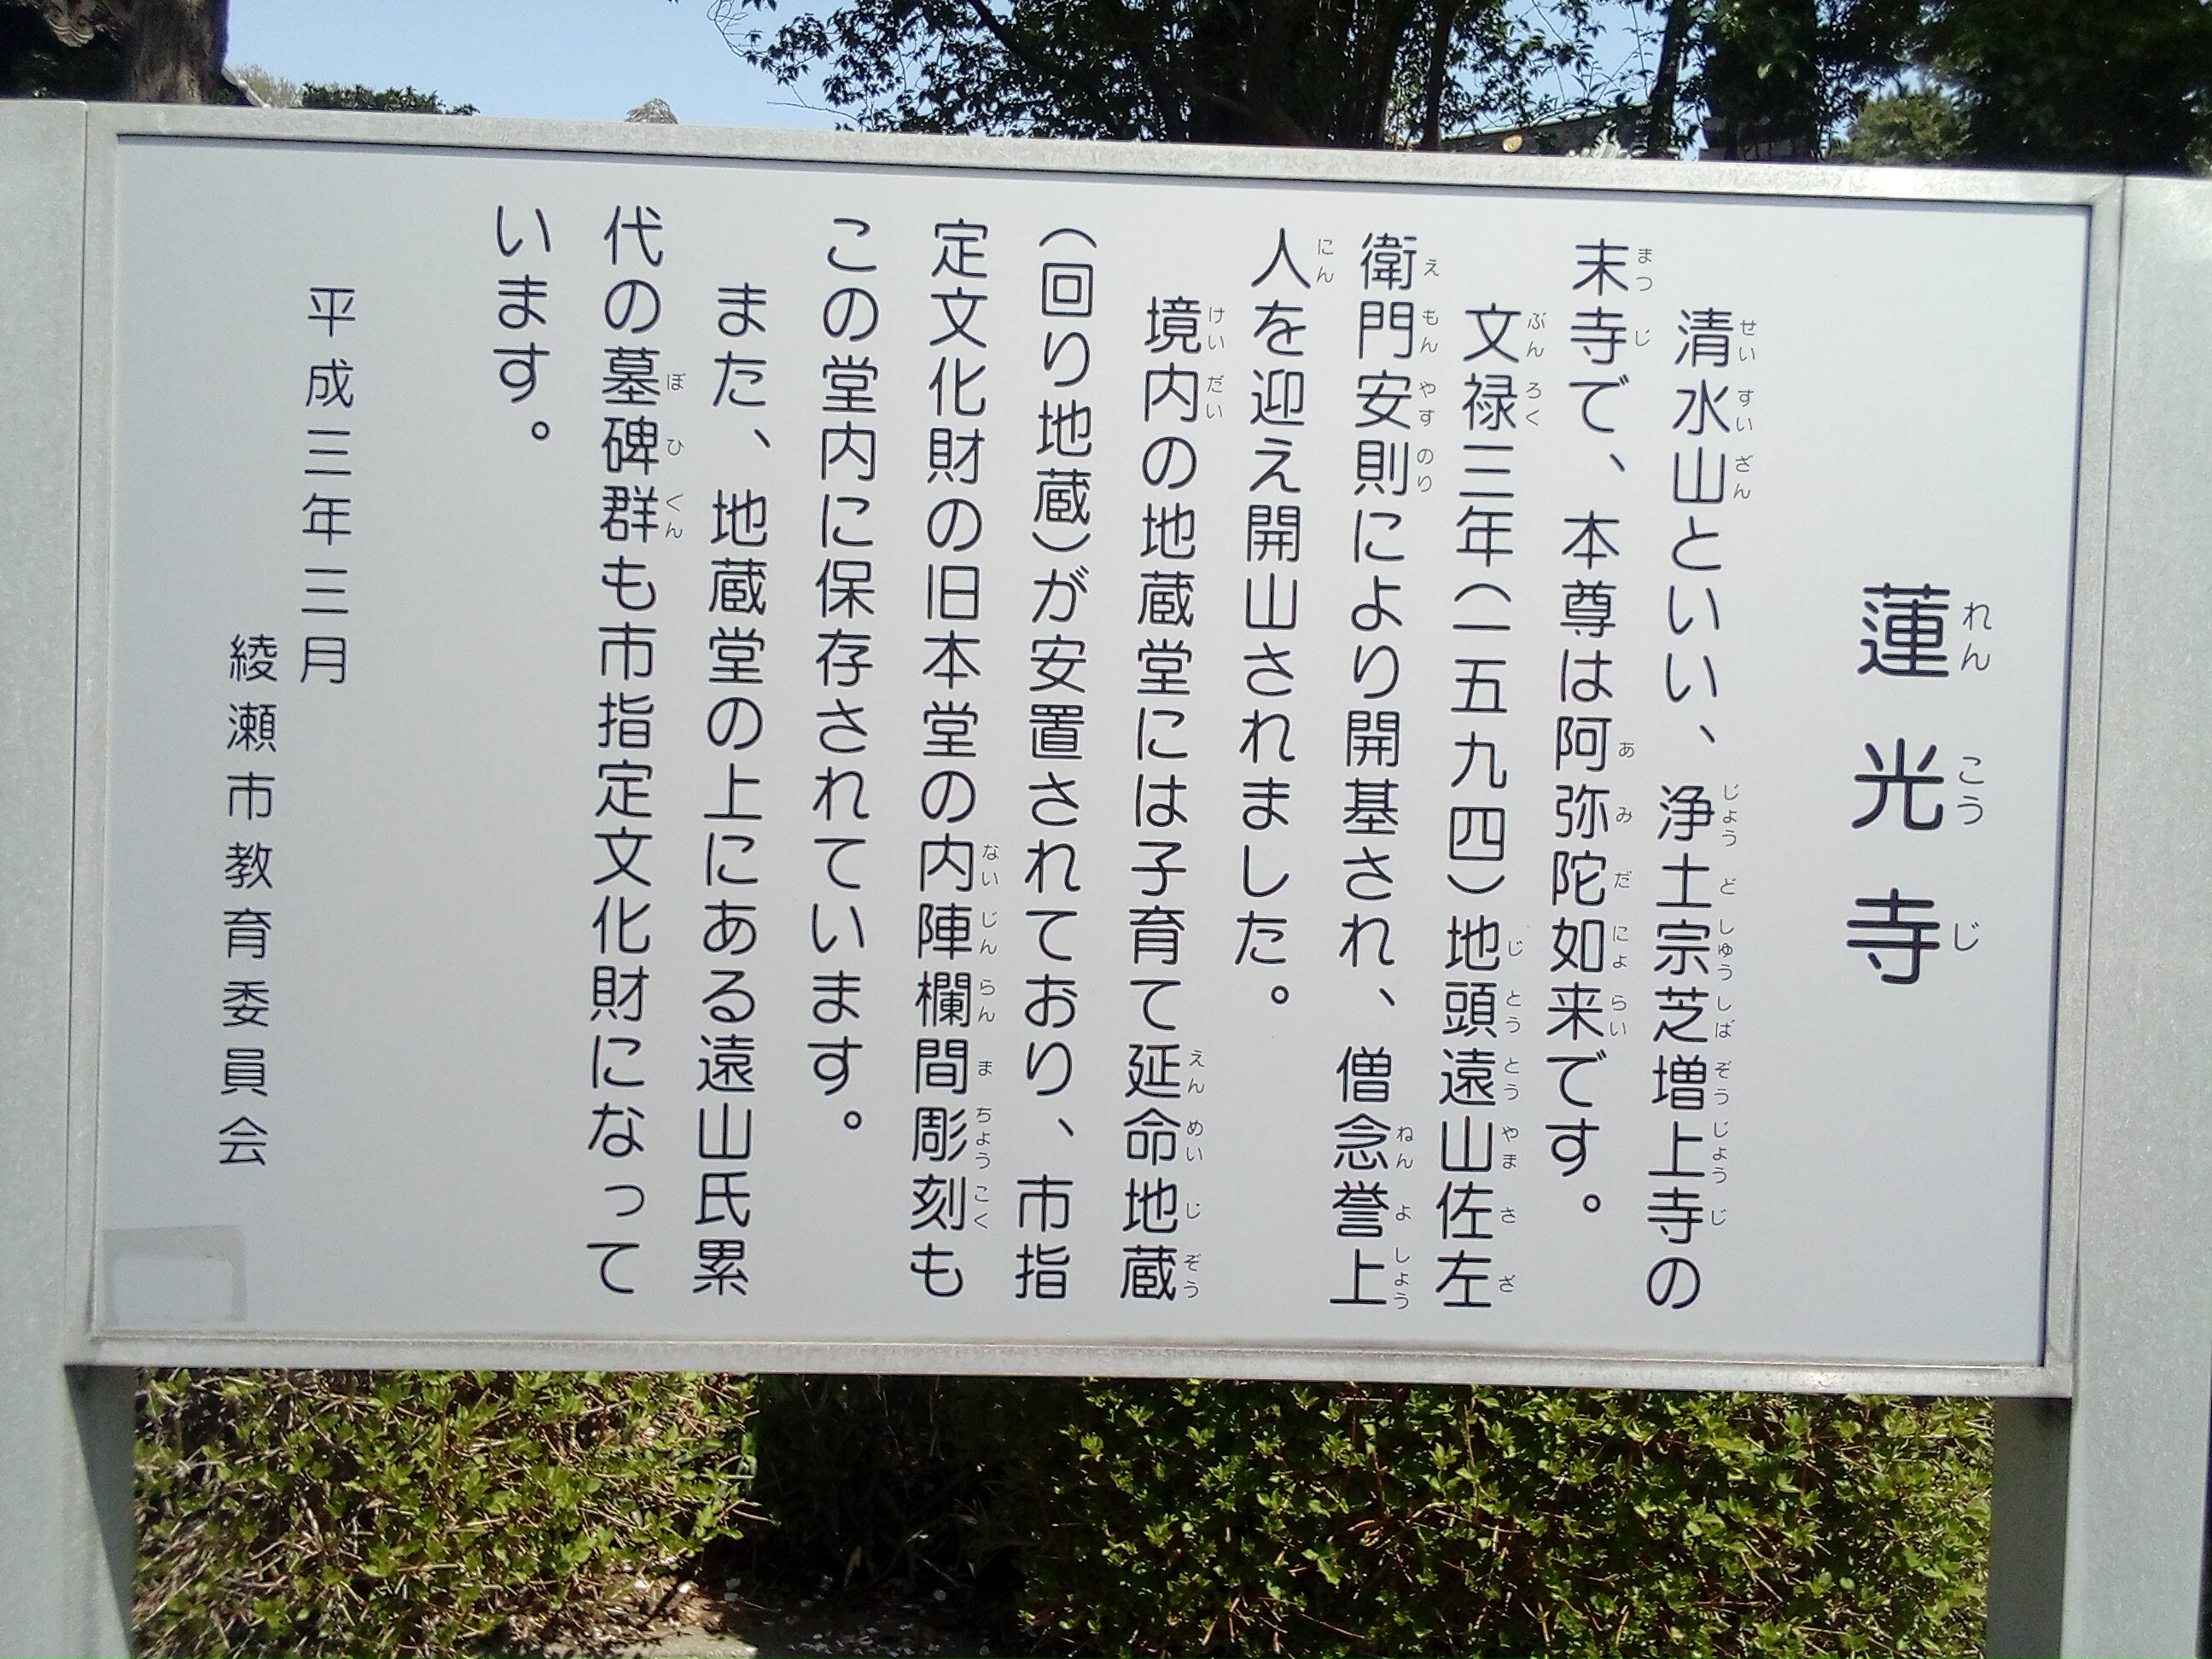 蓮光寺
清水山といい、浄土宗芝増上寺の
末寺で、本尊は阿弥陀如来です。
文禄三年（一五九四）地頭遠山佐左
衛門安則により開基され、僧念誉上
人を迎え開山されました。
境内の地蔵堂には子育て延命地蔵
（回り地蔵）が安置されており、市指
定文化財の旧本堂の内陣欄間彫刻も
この堂内に保存されています。
また、地蔵堂の上にある遠山氏累
代の墓碑群も市指定文化財になって
います。
平成三年三月
綾瀬市教育委員会